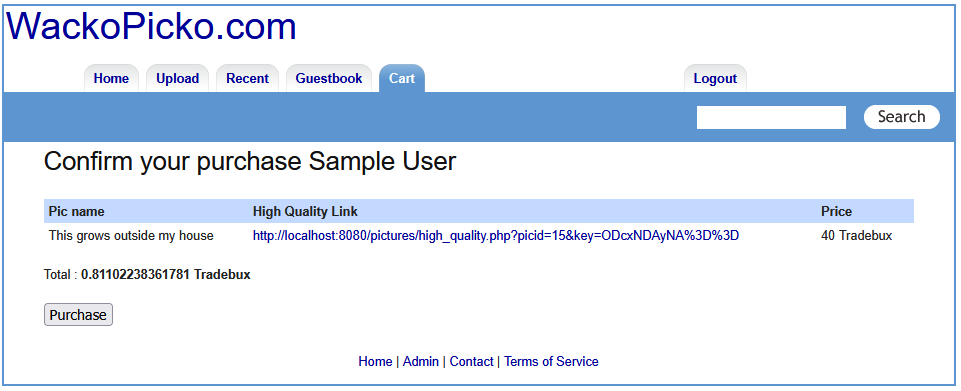 WackoPicko.com
Home Upload Recent Guestbook Cart Logout
Search
Confirm your purchase Sample User
Pic name High Quality Link Price
This grows outside my house http://localhost:8080/pictures/high_quality.php?picid=15&key=ODcxNDAyNA%3D%3D 40 Tradebux
Total : 0.81102238361781 Tradebux
Purchase
Home | Admin | Contact | Terms of Service